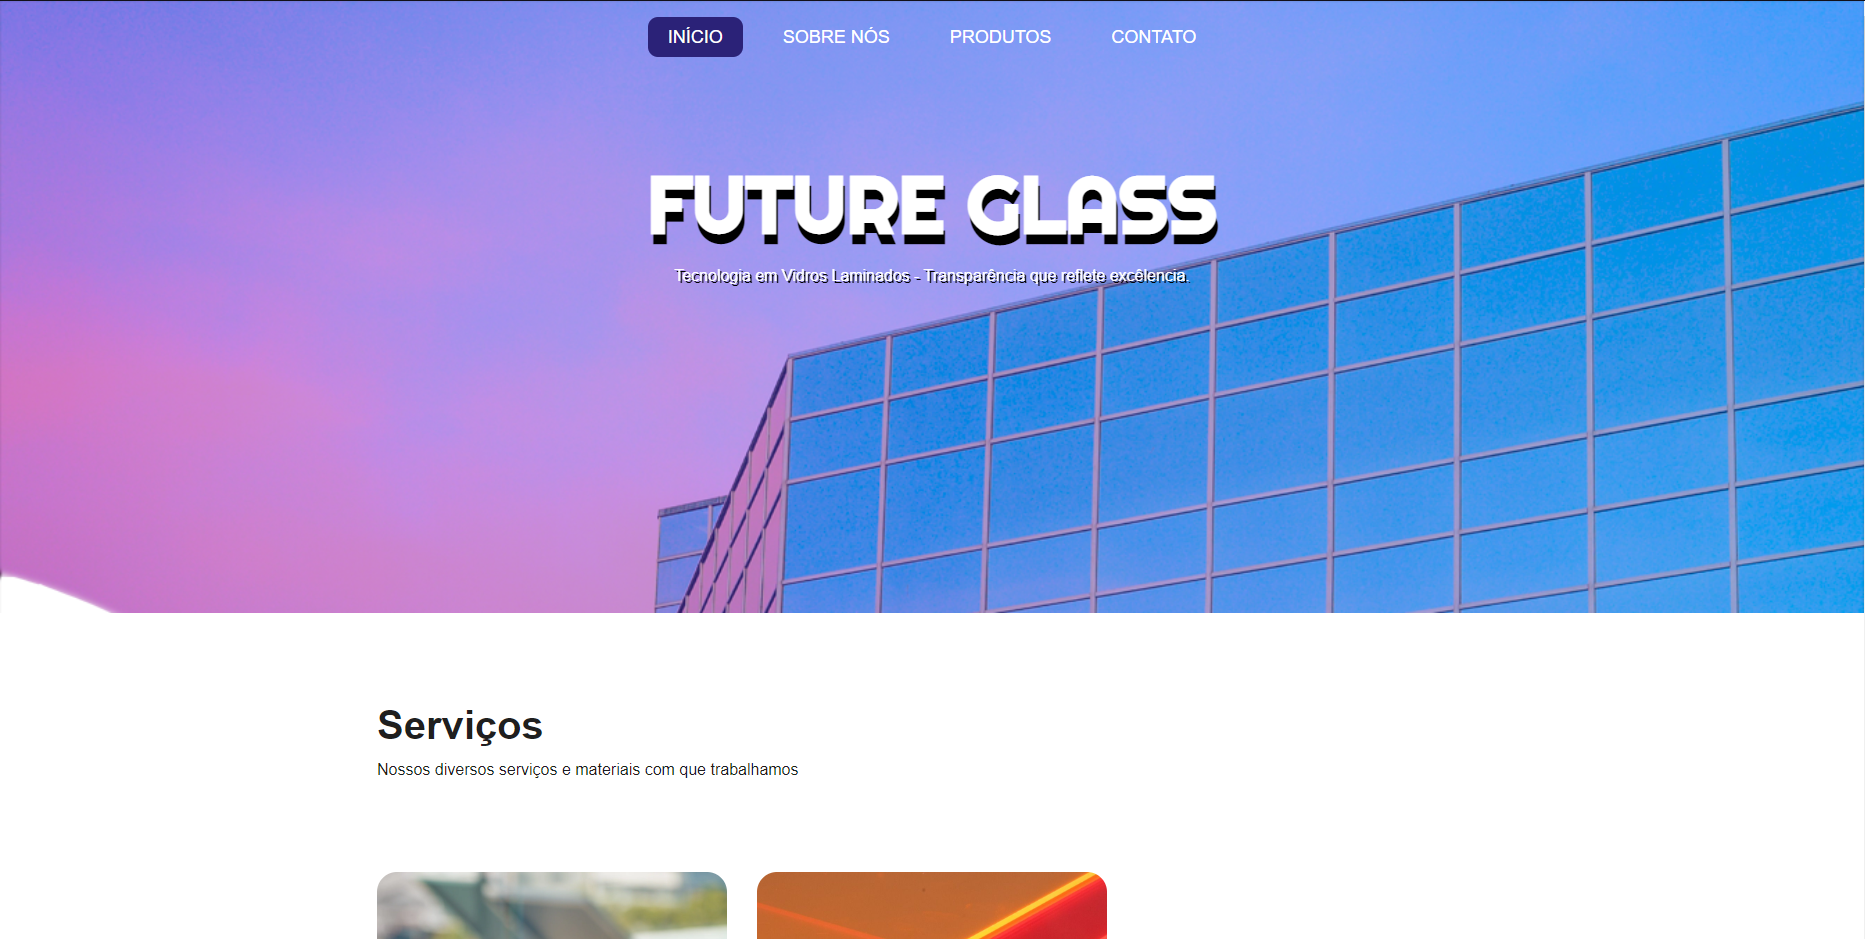 INÍCIO SOBRE NÓS PRODUTOS CONTATO
FUTURE GLASS
Tecnologia em Vidros Laminados - Transparência que reflete excêlencia.
Serviços
Nossos diversos serviços e materiais com que trabalhamos